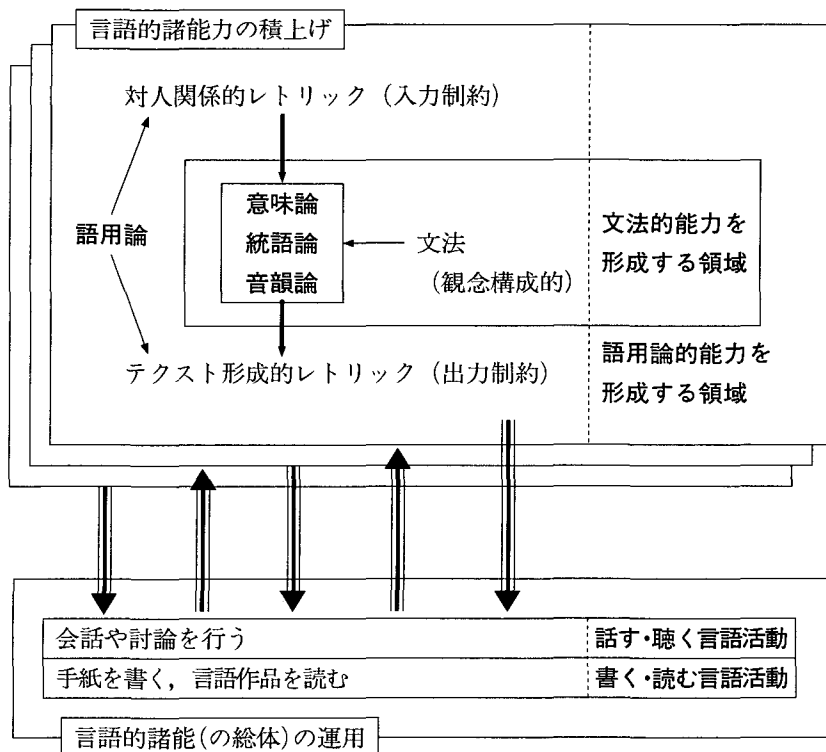 言語的諸能力の積上げ
対人関係的レトリック(入力制約)
意味論
語用論
統語論
音韻論
文法
(観念構成的)
文法的能力を
形成する領域
テクスト形成的レトリック(出力制約)
語用論的能力を
形成する領域
会話や討論を行う
話す・聴く言語活動
手紙を書く，言語作品を読む
書く・読む言語活動
言語的諸能(の総体)の運用